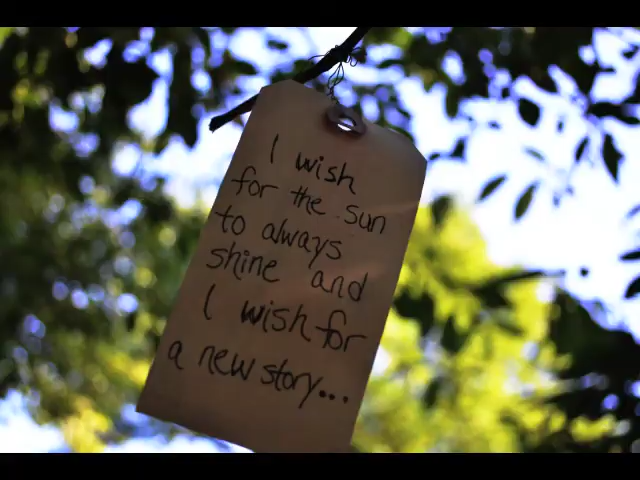 I wish
for the sun
to always
shine and
I wish for
a new story...